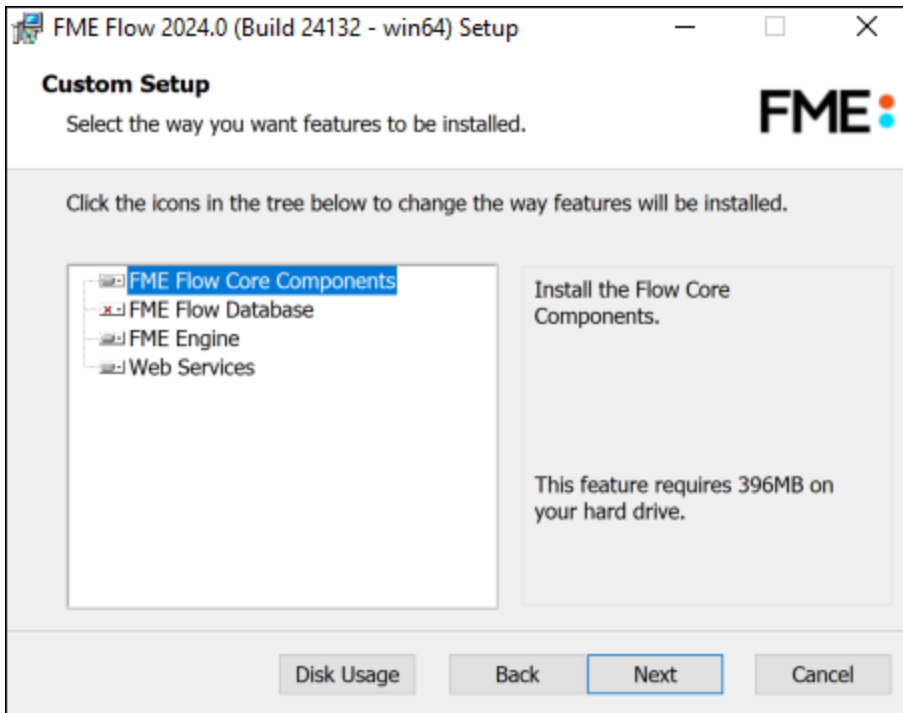 FME Flow 2024.0 (Build 24132 - win64) Setup
Custom Setup
Select the way you want features to be installed.
FME
Click the icons in the tree below to change the way features will be installed.
FME Flow Core Components
FME Flow Database
FME Engine
Web Services
Install the Flow Core
Components.
This feature requires 396MB on
your hard drive.
Disk Usage
Back
Next
Cancel